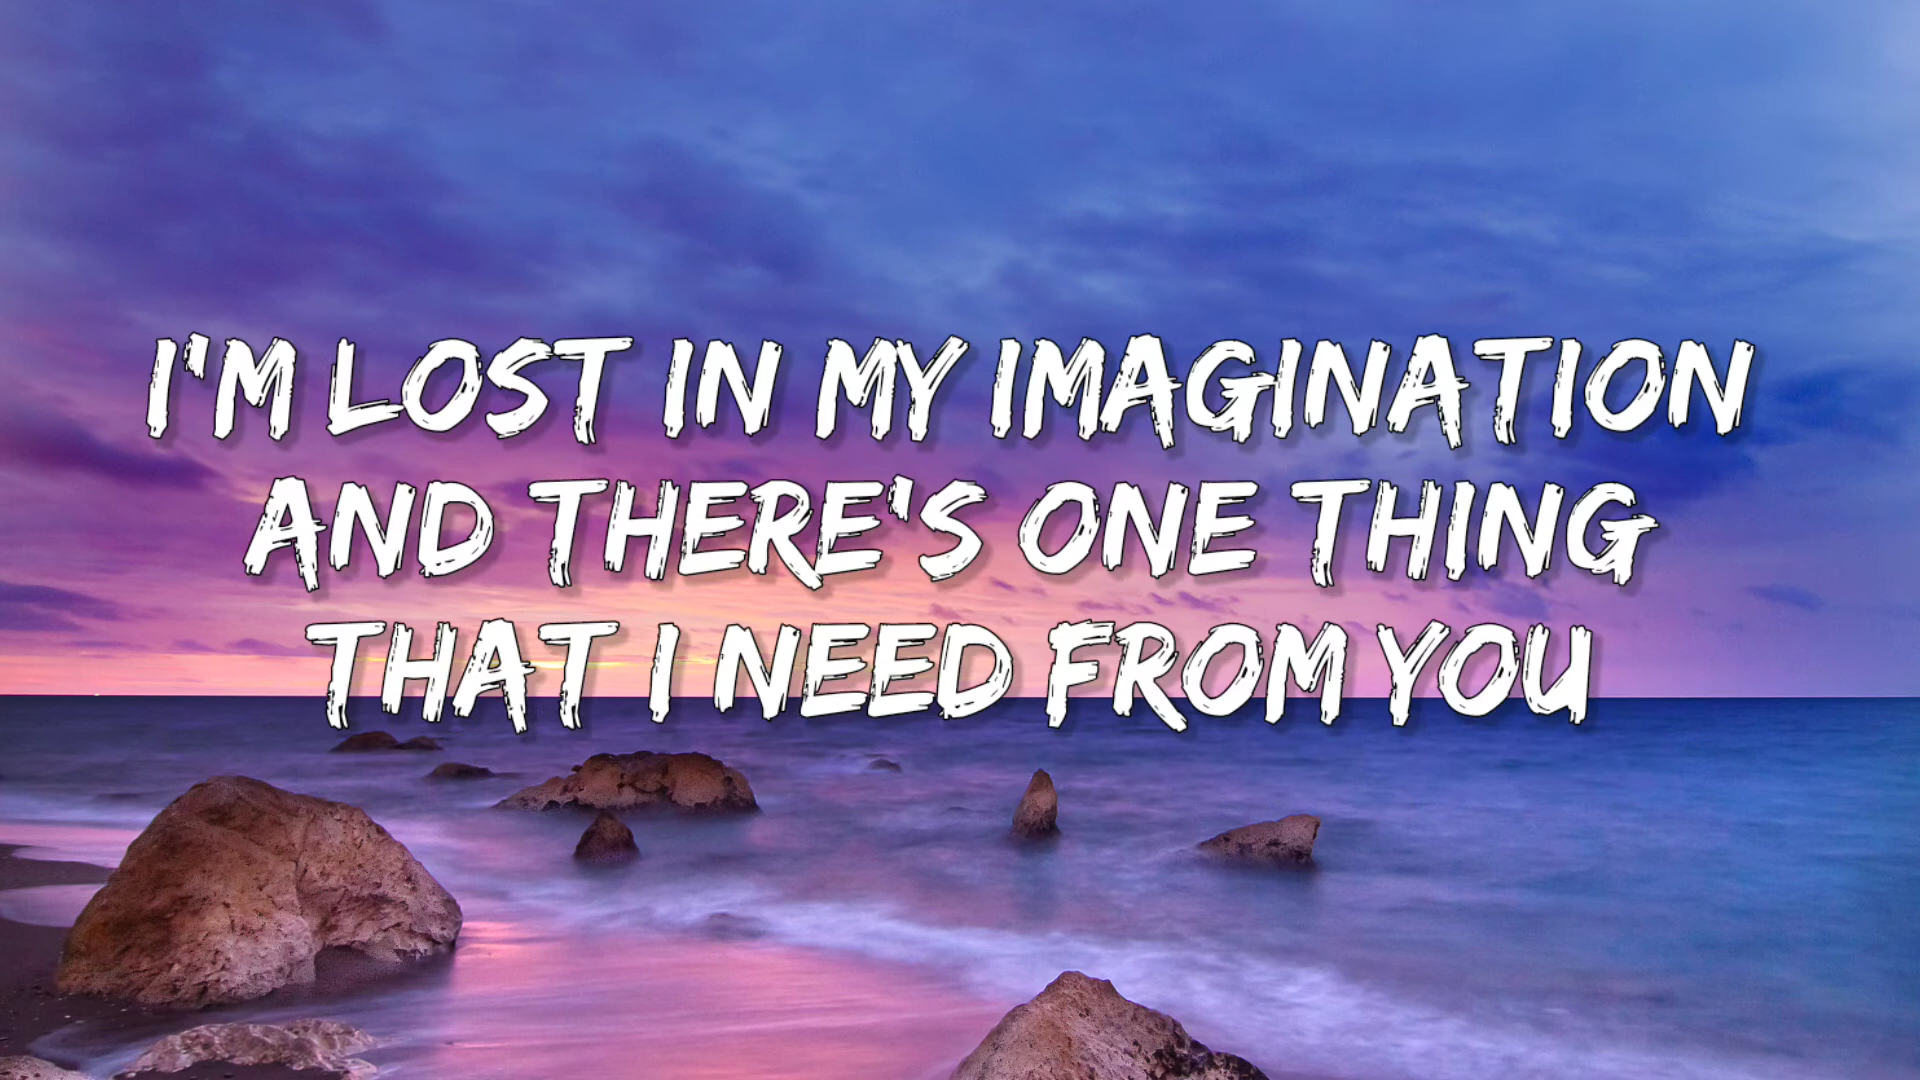 I'M LOST IN MY IMAGINATION
AND THERE'S ONE THING
THAT I NEED FROM YOU